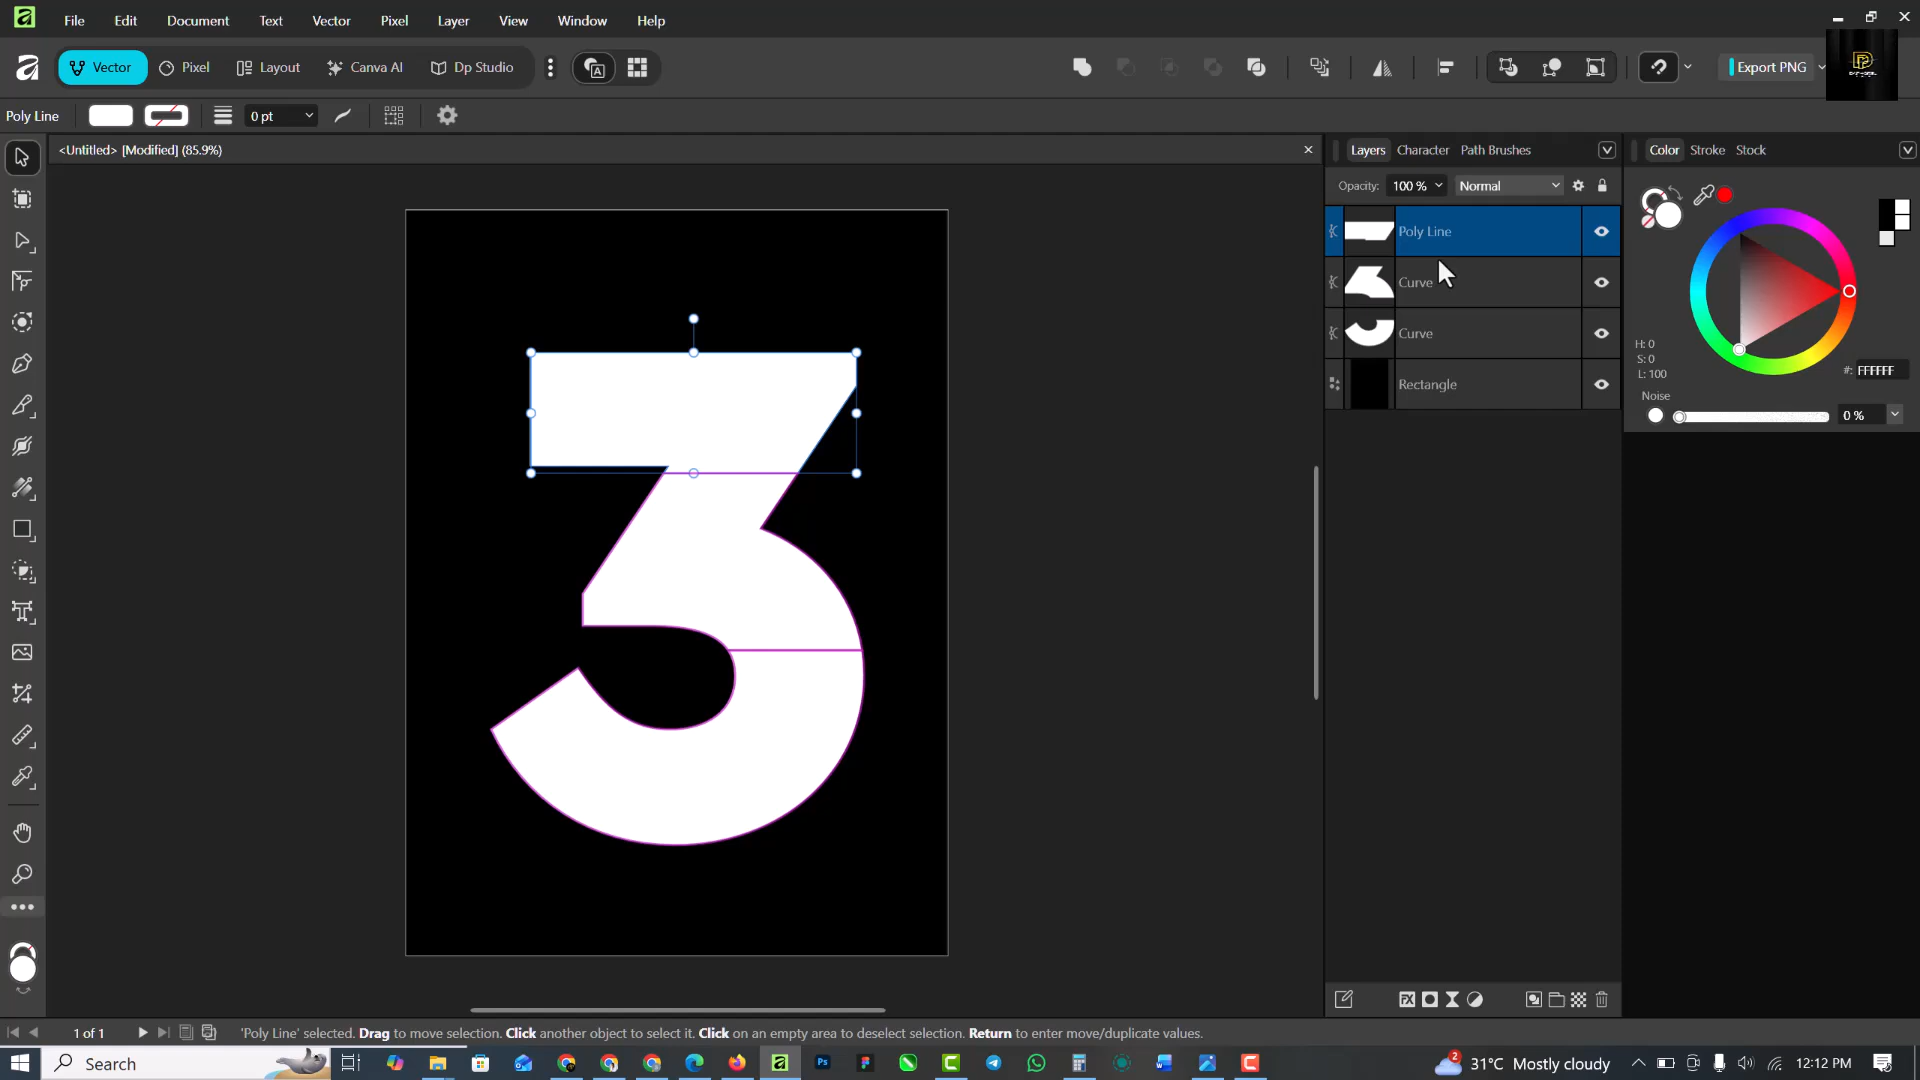 File Edit Document Text Vector Pixel Layer View Window Help
Vector Pixel Layout Canva AI Dp Studio Export PNG
Poly Line 0 pt
<Untitled> [Modified] (85.9%)
Layers Character Path Brushes
Color Stroke Stock
Opacity: 100 % Normal
Poly Line
Curve
Curve
Rectangle
H: 0
S: 0
L: 100
#: FFFFFF
Noise
0 %
3
1 of 1
'Poly Line' selected. Drag to move selection. Click another object to select it. Click on an empty area to deselect selection. Return to enter move/duplicate values.
Search
2
31°C Mostly cloudy
12:12 PM